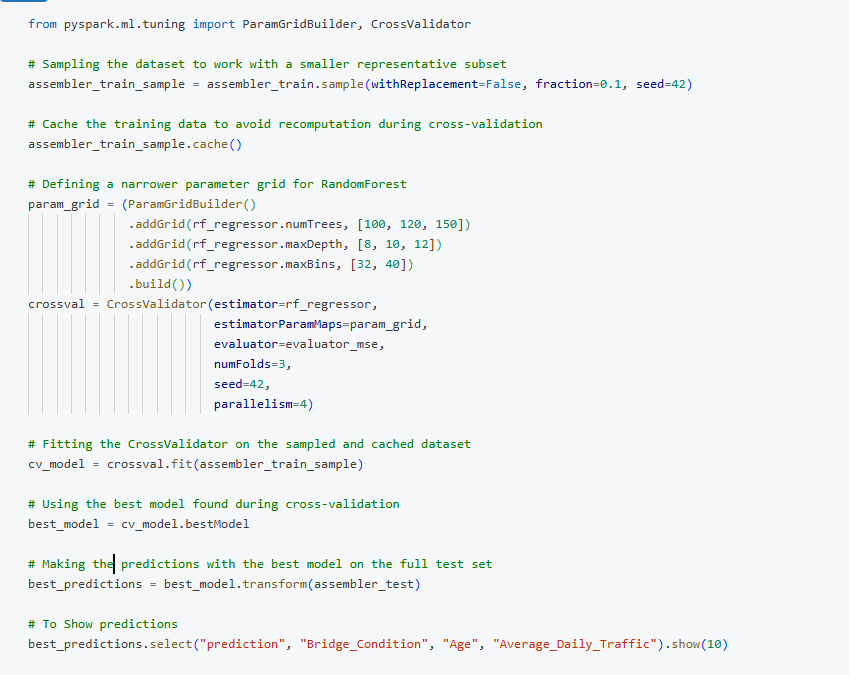 from pyspark.ml.tuning import ParamGridBuilder, CrossValidator
# Sampling the dataset to work with a smaller representative subset
assembler_train_sample = assembler_train.sample(withReplacement=False, fraction=0.1, seed=42)
# Cache the training data to avoid recomputation during cross-validation
assembler_train_sample.cache()
# Defining a narrower parameter grid for RandomForest
param_grid = (ParamGridBuilder()
.addGrid(rf_regressor.numTrees, [100, 120, 150])
.addGrid(rf_regressor.maxDepth, [8, 10, 12])
.addGrid(rf_regressor.maxBins, [32, 40])
.build())
crossval = CrossValidator(estimator=rf_regressor,
estimatorParamMaps=param_grid,
evaluator=evaluator_mse,
numFolds=3,
seed=42,
parallelism=4)
# Fitting the CrossValidator on the sampled and cached dataset
cv_model = crossval.fit(assembler_train_sample)
# Using the best model found during cross-validation
best_model = cv_model.bestModel
# Making the predictions with the best model on the full test set
best_predictions = best_model.transform(assembler_test)
# To Show predictions
best_predictions.select("prediction", "Bridge_Condition", "Age", "Average_Daily_Traffic").show(10)